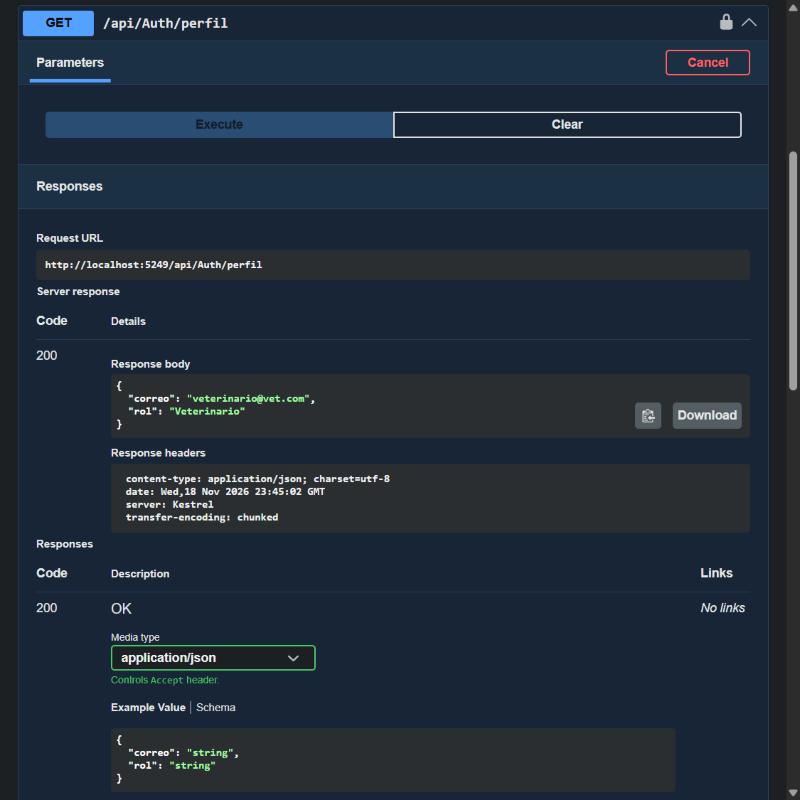 GET /api/Auth/perfil
Parameters Cancel
Execute Clear
Responses
Request URL
http://localhost:5249/api/Auth/perfil
Server response
Code Details
200
Response body
{
  "correo": "veterinario@vet.com",
  "rol": "Veterinario"
}
Download
Response headers
content-type: application/json; charset=utf-8
date: Wed,18 Nov 2026 23:45:02 GMT
server: Kestrel
transfer-encoding: chunked
Responses
Code Description Links
200 OK No links
Media type
application/json
Controls Accept header.
Example Value | Schema
{
  "correo": "string",
  "rol": "string"
}